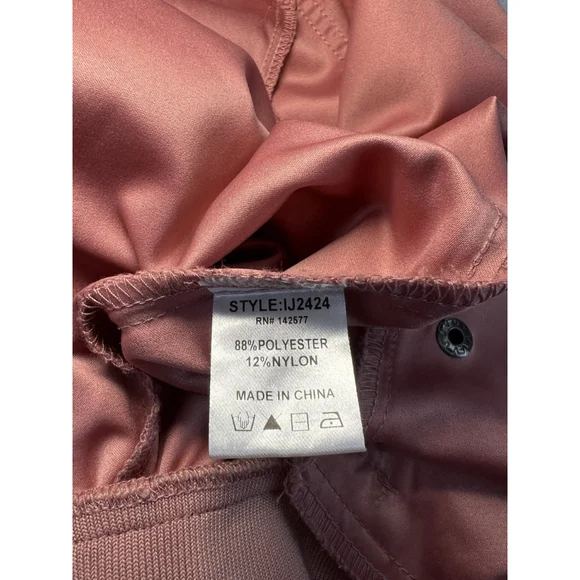 STYLE:IJ2424
RN# 142577
88%POLYESTER
12%NYLON
MADE IN CHINA